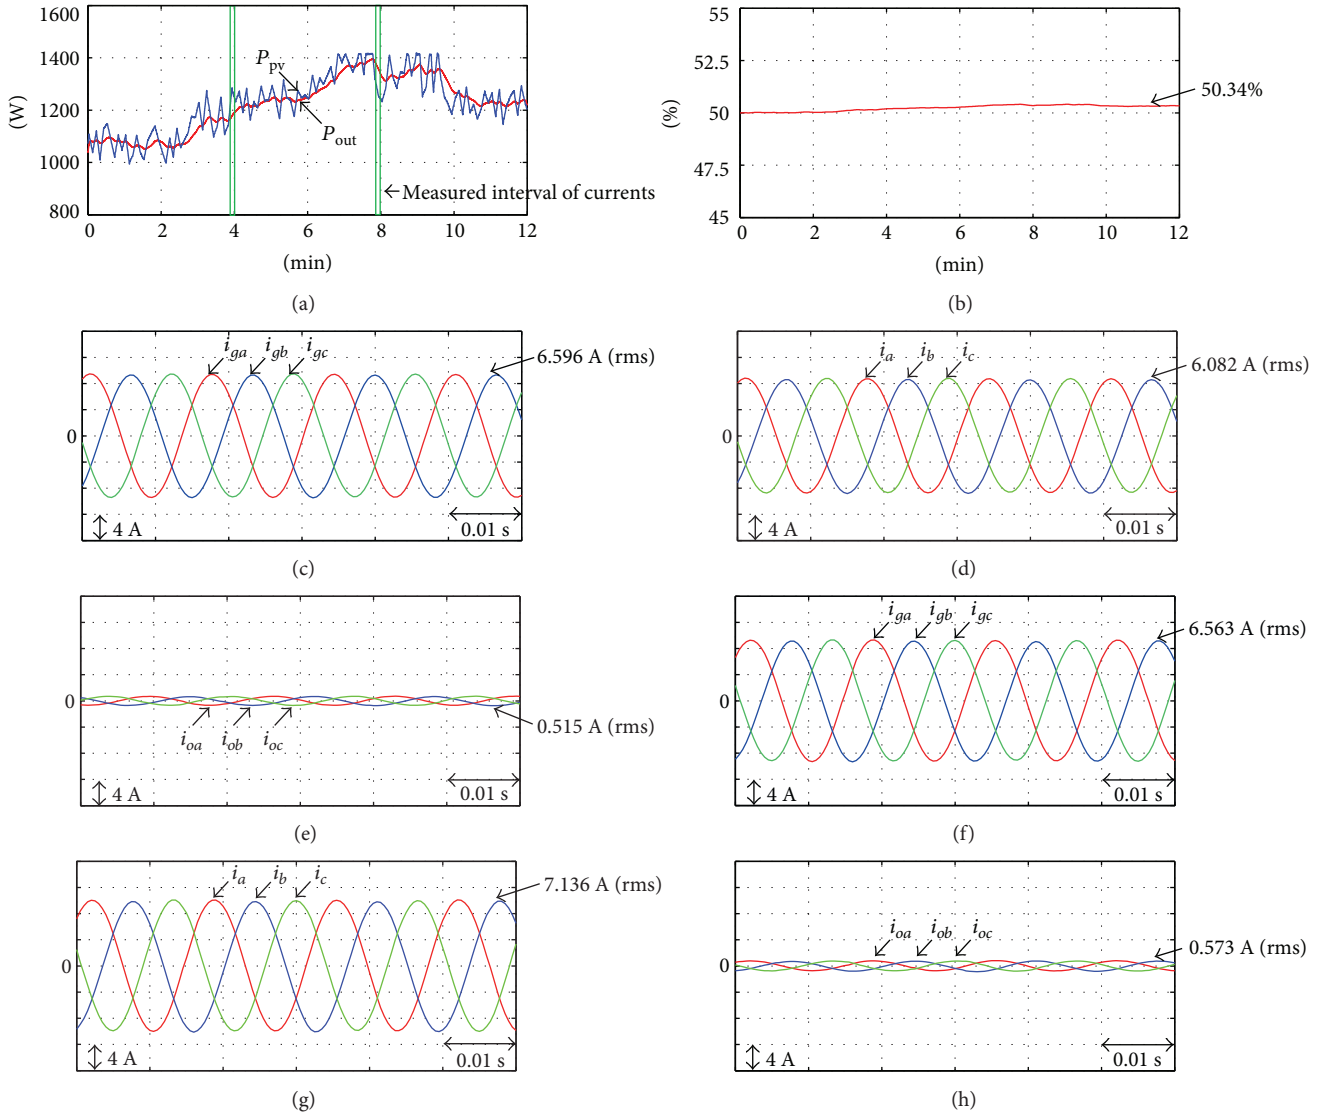 1600
1400
1200
1000
800
(W)
P_pv
P_out
Measured interval of currents
0 2 4 6 8 10 12
(min)
(a)
55
52.5
50
47.5
45
(%)
50.34%
0 2 4 6 8 10 12
(min)
(b)
i_ga i_gb i_gc
6.596 A (rms)
0
4 A
0.01 s
(c)
i_a i_b i_c
6.082 A (rms)
0
4 A
0.01 s
(d)
0
i_oa i_ob i_oc
0.515 A (rms)
4 A
0.01 s
(e)
i_ga i_gb i_gc
6.563 A (rms)
0
4 A
0.01 s
(f)
i_a i_b i_c
7.136 A (rms)
0
4 A
0.01 s
(g)
i_oa i_ob i_oc
0.573 A (rms)
0
4 A
0.01 s
(h)